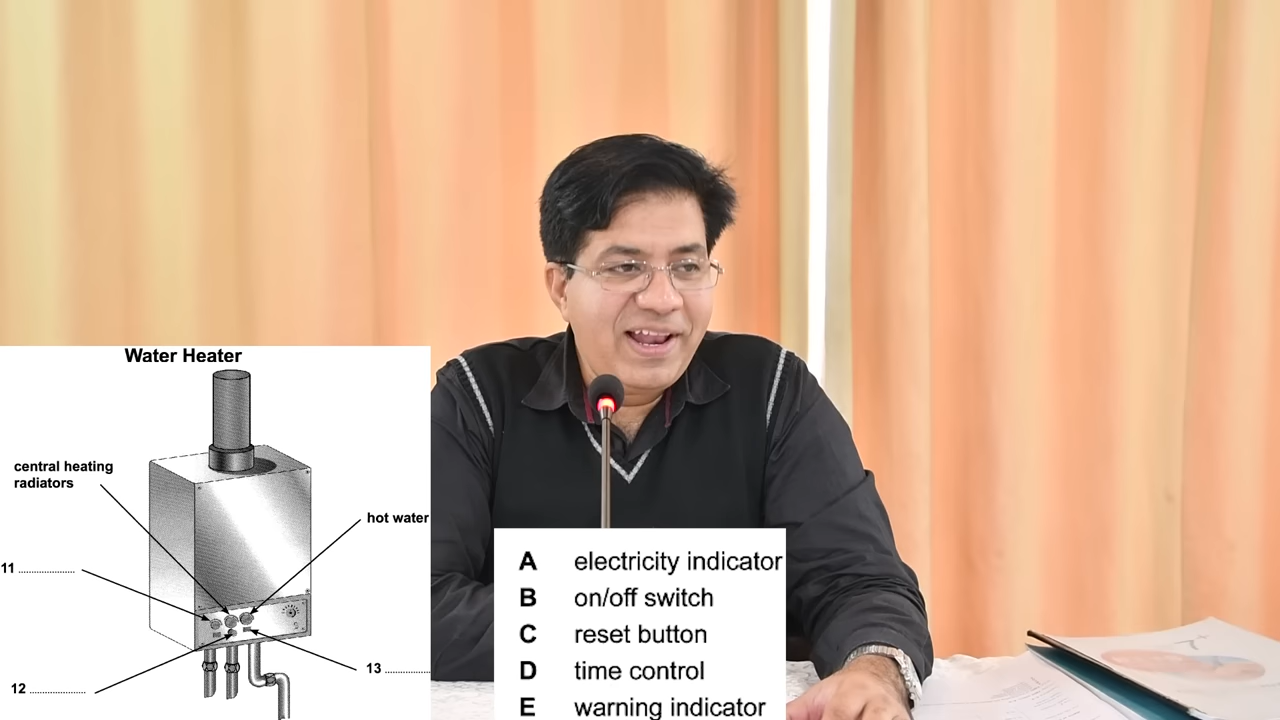 Water Heater
central heating
radiators
hot water
11 ........................
12 ........................
13 ....................
A electricity indicator
B on/off switch
C reset button
D time control
E warning indicator